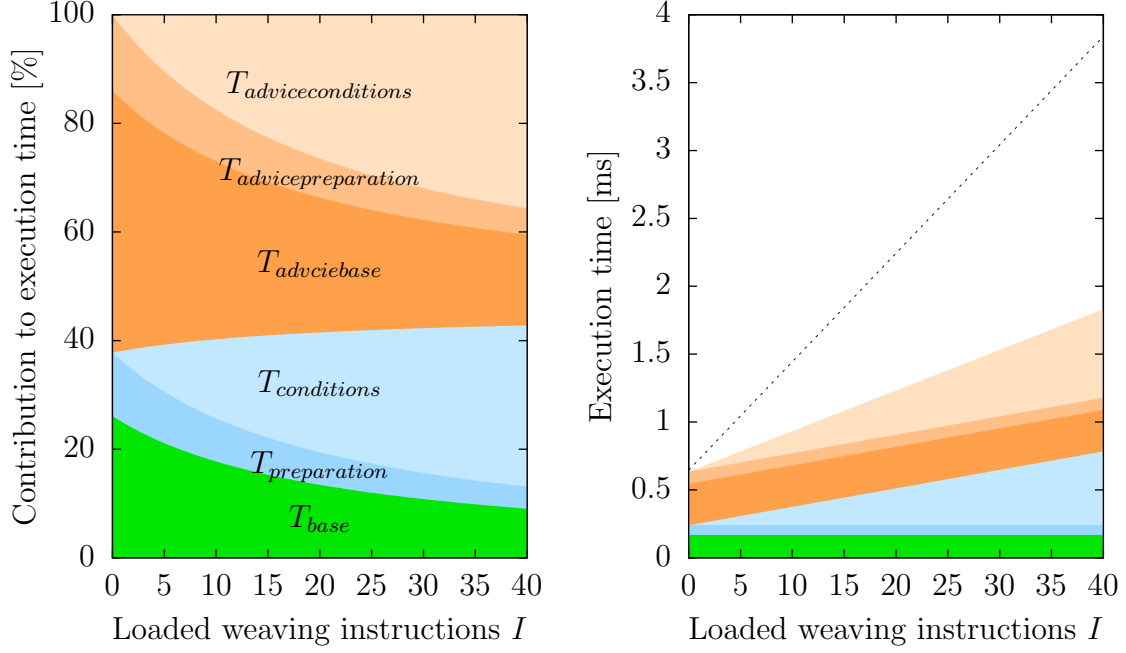 Contribution to execution time [%]
100
80
60
40
20
0
T_adviceconditions
T_advicepreparation
T_advciebase
T_conditions
T_preparation
T_base
0 5 10 15 20 25 30 35 40
Loaded weaving instructions I
Execution time [ms]
4
3.5
3
2.5
2
1.5
1
0.5
0
0 5 10 15 20 25 30 35 40
Loaded weaving instructions I